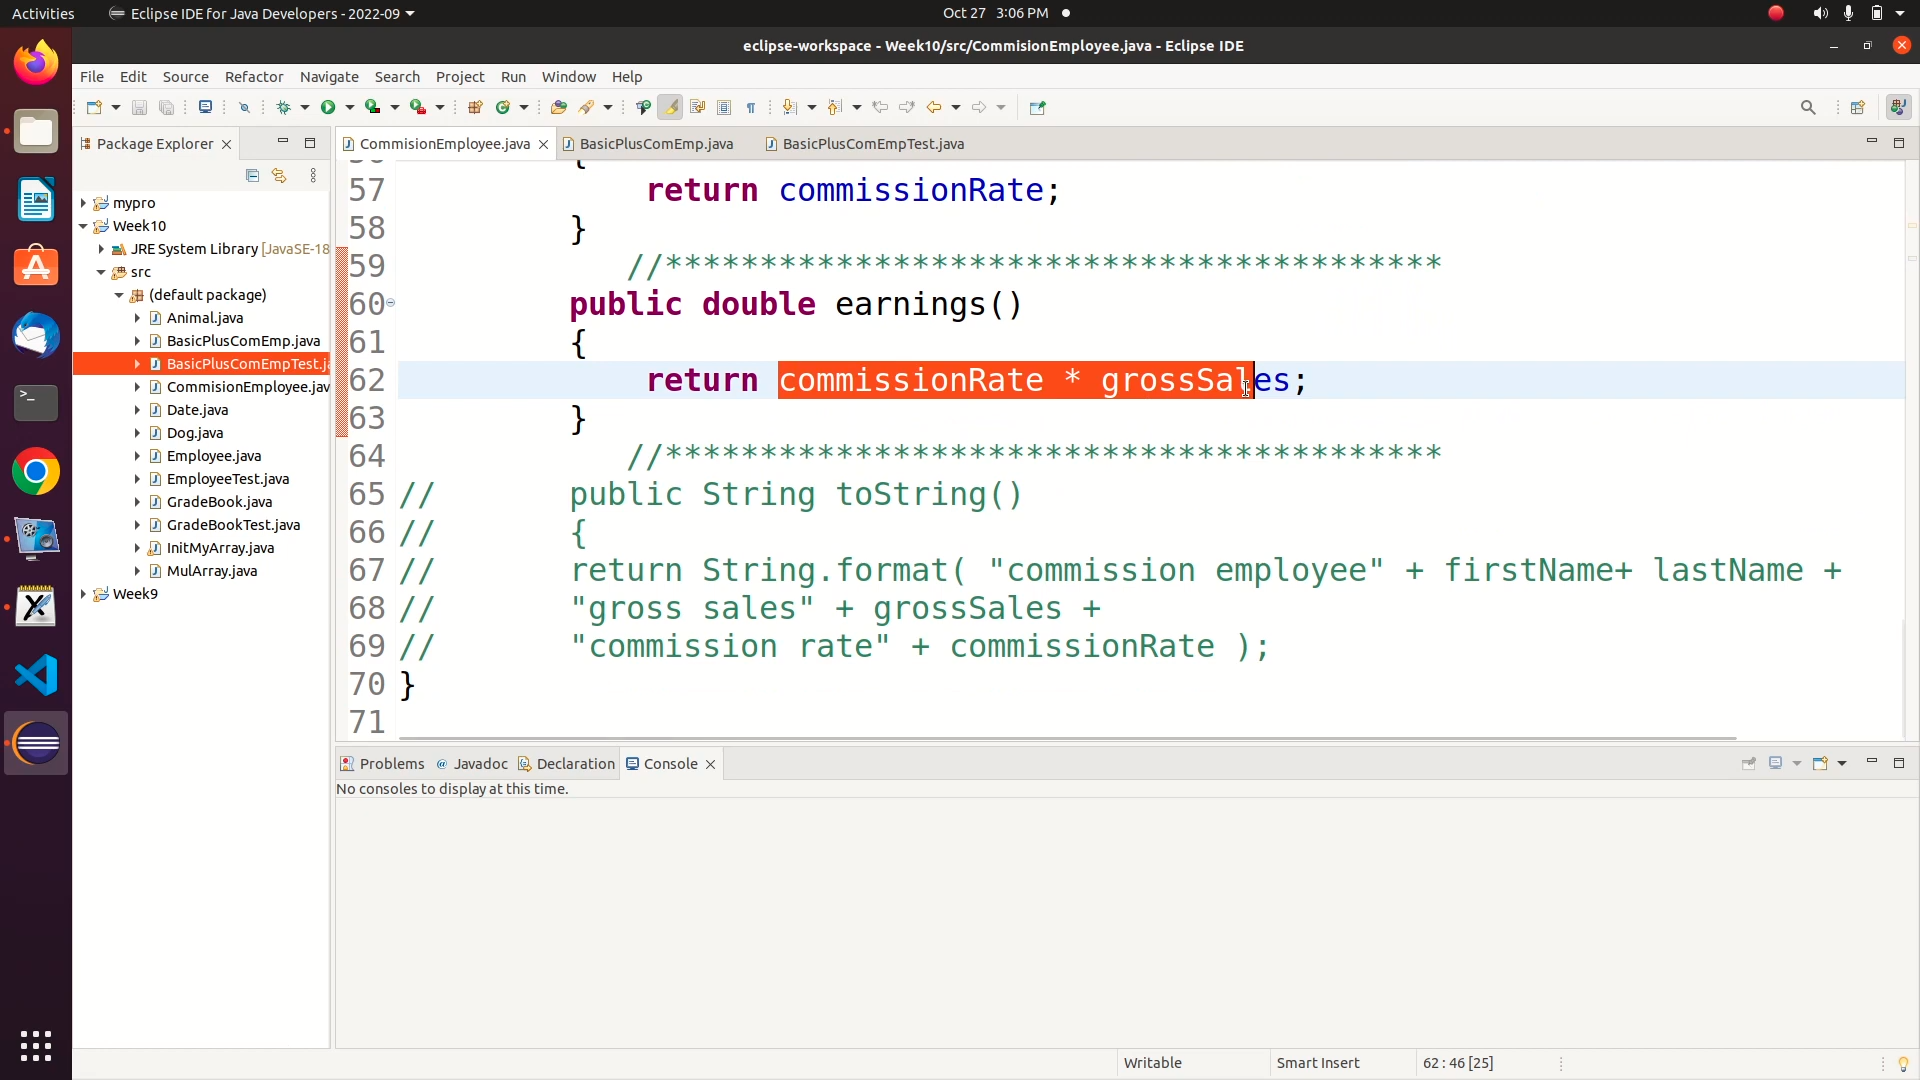 Activities
Eclipse IDE for Java Developers - 2022-09
Oct 27 3:06 PM
eclipse-workspace - Week10/src/CommisionEmployee.java - Eclipse IDE
File Edit Source Refactor Navigate Search Project Run Window Help
Package Explorer
CommisionEmployee.java
BasicPlusComEmp.java
BasicPlusComEmpTest.java
mypro
Week10
JRE System Library [JavaSE-18
src
(default package)
Animal.java
BasicPlusComEmp.java
BasicPlusComEmpTest.ja
CommisionEmployee.jav
Date.java
Dog.java
Employee.java
EmployeeTest.java
GradeBook.java
GradeBookTest.java
InitMyArray.java
MulArray.java
Week9
56 {
57 return commissionRate;
58 }
59 //*****************************************
60 public double earnings()
61 {
62 return commissionRate * grossSales;
63 }
64 //*****************************************
65 // public String toString()
66 // {
67 // return String.format( "commission employee" + firstName+ lastName +
68 // "gross sales" + grossSales +
69 // "commission rate" + commissionRate );
70 }
71
Problems @ Javadoc Declaration Console
No consoles to display at this time.
Writable
Smart Insert
62 : 46 [25]